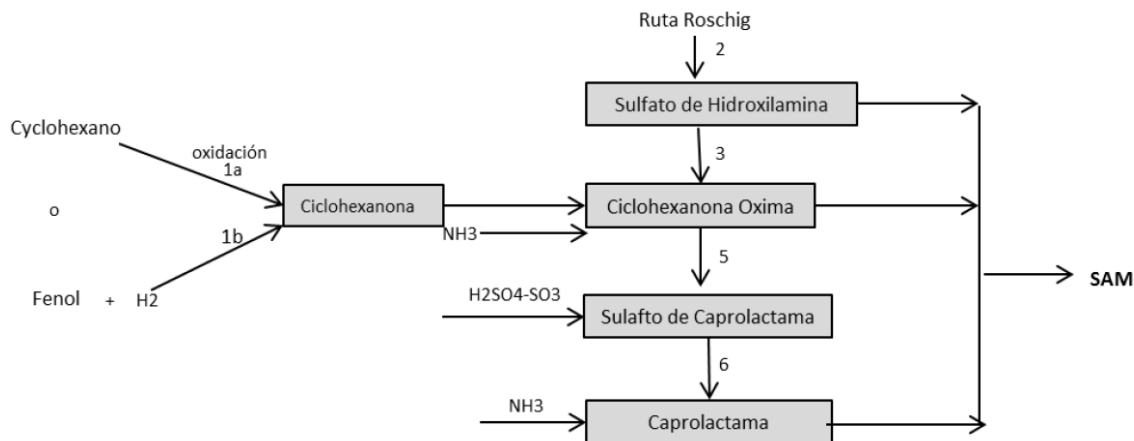 Ruta Roschig
2
Sulfato de Hidroxilamina
Cyclohexano
oxidación
1a
3
Ciclohexanona
Ciclohexanona Oxima
o
1b
NH3
5
Fenol + H2
H2SO4-SO3
SAM
Sulafto de Caprolactama
6
NH3
Caprolactama